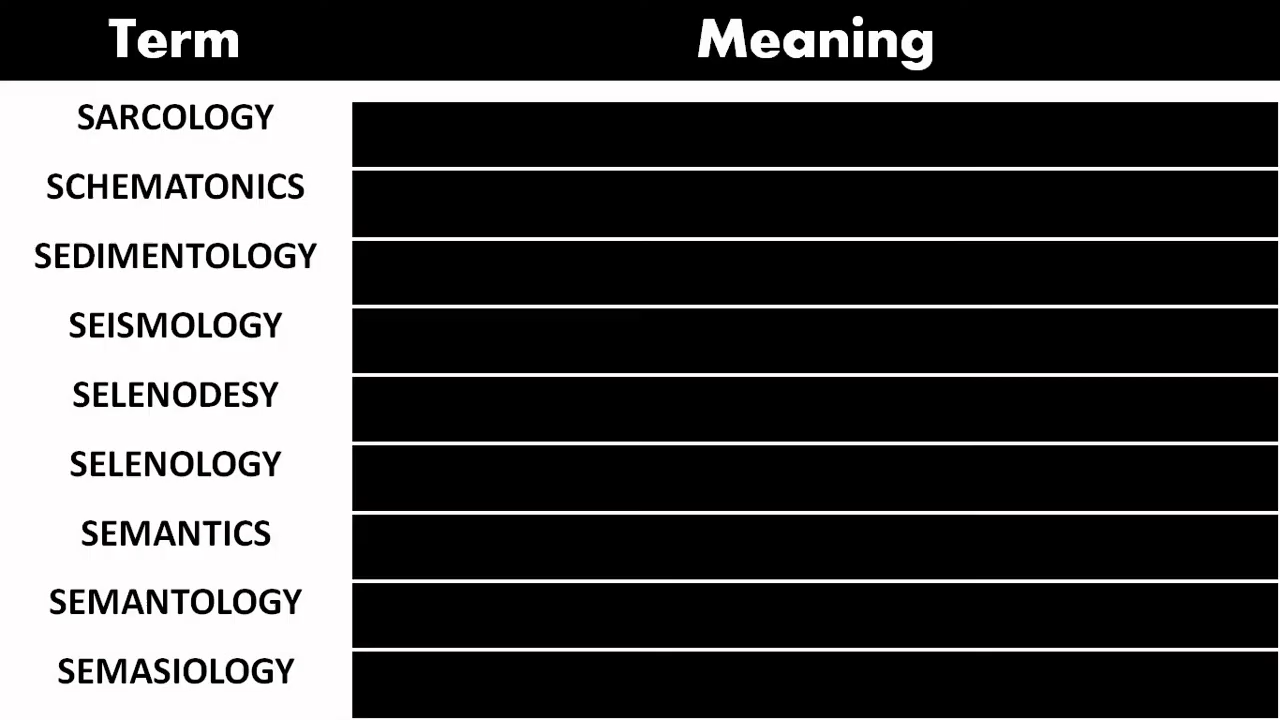 Term Meaning
SARCOLOGY
SCHEMATONICS
SEDIMENTOLOGY
SEISMOLOGY
SELENODESY
SELENOLOGY
SEMANTICS
SEMANTOLOGY
SEMASIOLOGY